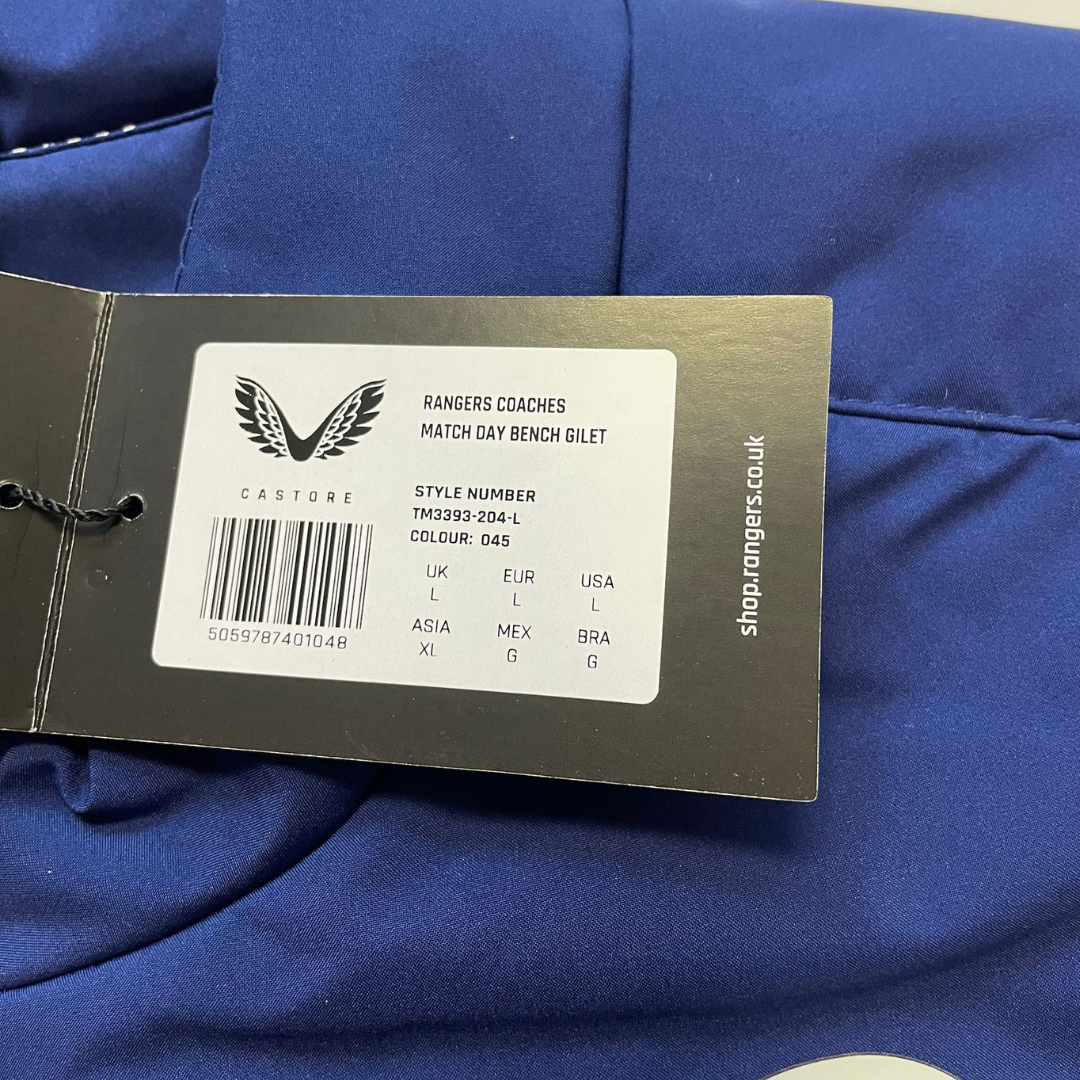 CASTORE
5059787401048
RANGERS COACHES
MATCH DAY BENCH GILET
STYLE NUMBER
TM3393-204-L
COLOUR: 045
UK EUR USA
L L L
ASIA MEX BRA
XL G G
shop.rangers.co.uk